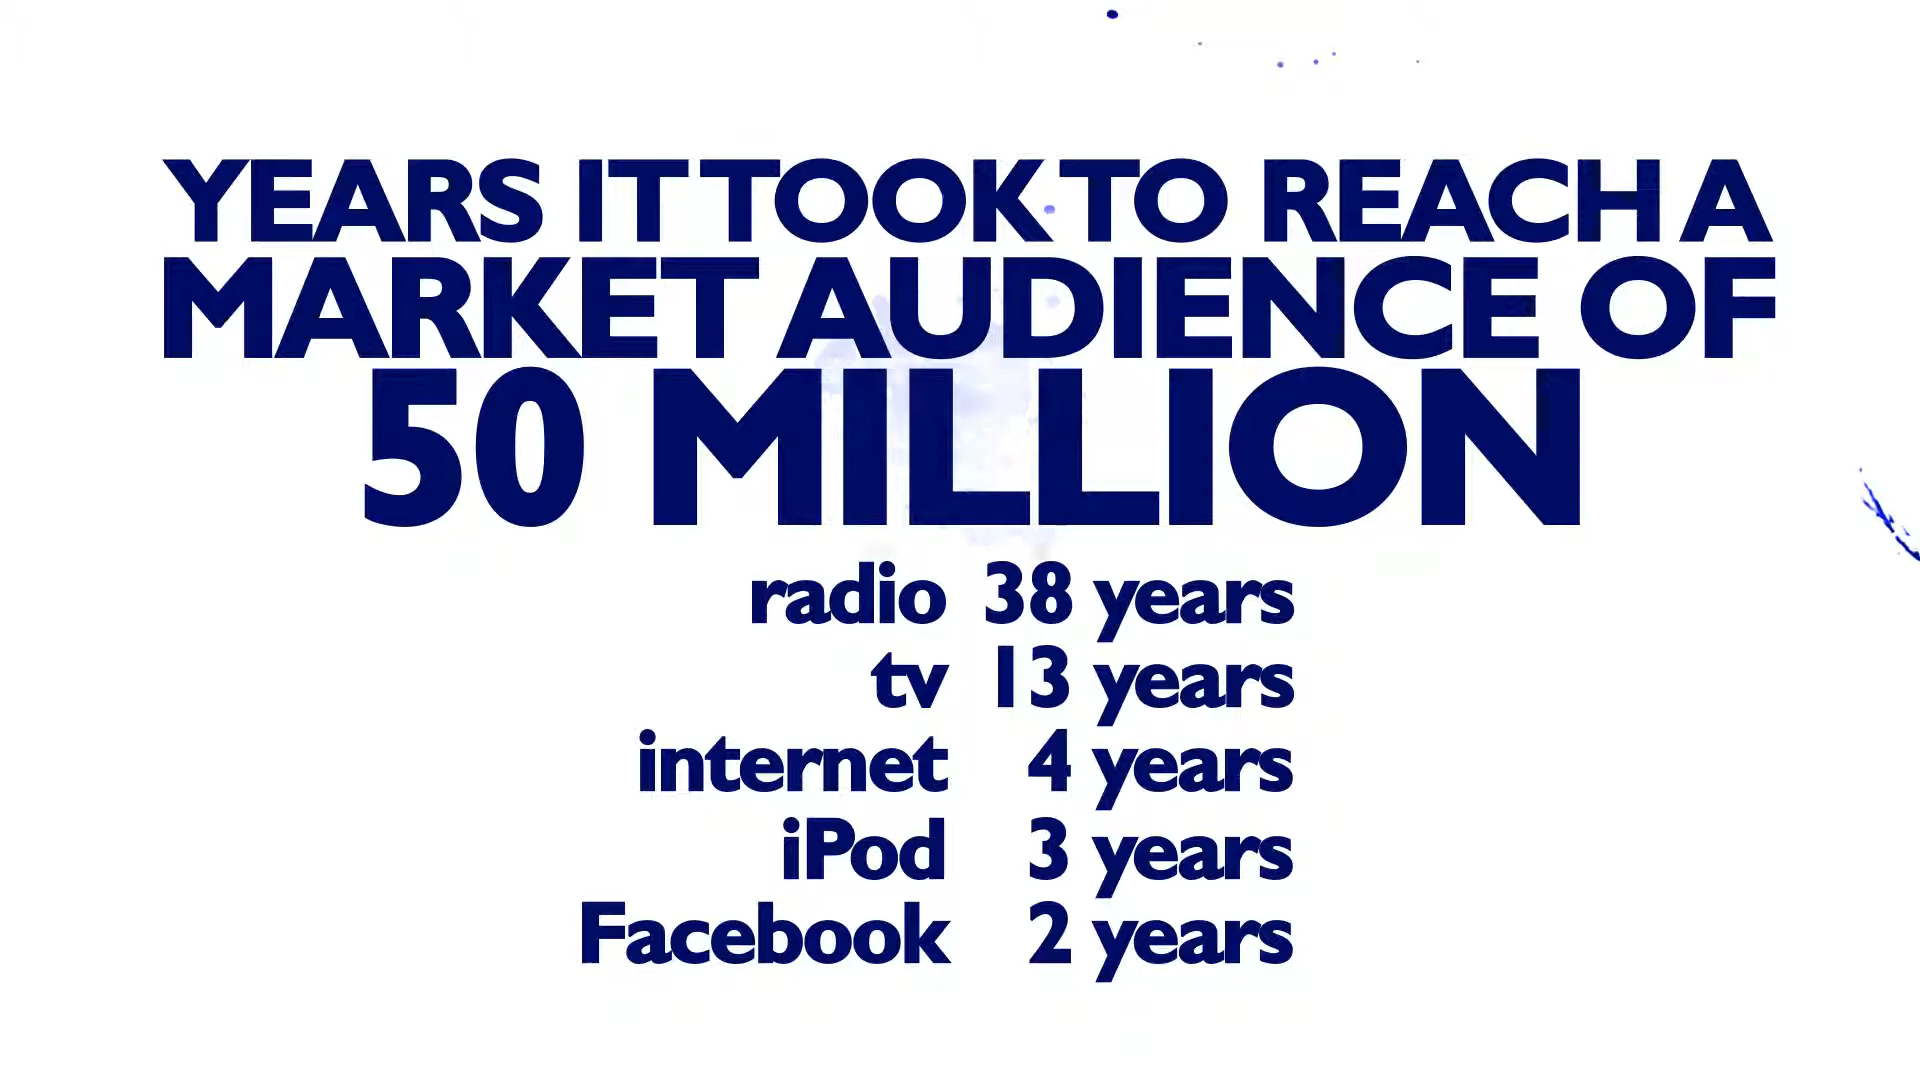 YEARS IT TOOK TO REACH A
MARKET AUDIENCE OF
50 MILLION
radio 38 years
tv 13 years
internet 4 years
iPod 3 years
Facebook 2 years